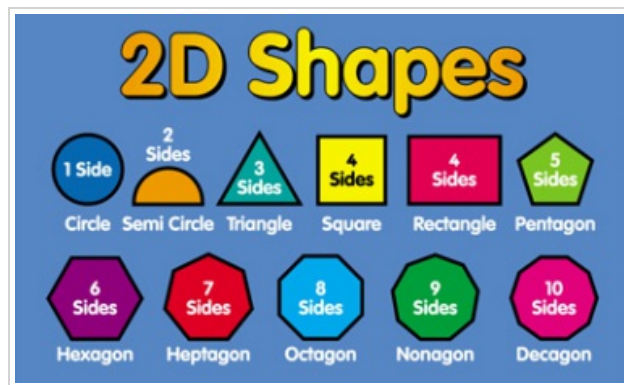 2D Shapes
1 Side
2
Sides
3
Sides
4
Sides
4
Sides
5
Sides
Circle Semi Circle Triangle Square Rectangle Pentagon
6
Sides
7
Sides
8
Sides
9
Sides
10
Sides
Hexagon Heptagon Octagon Nonagon Decagon